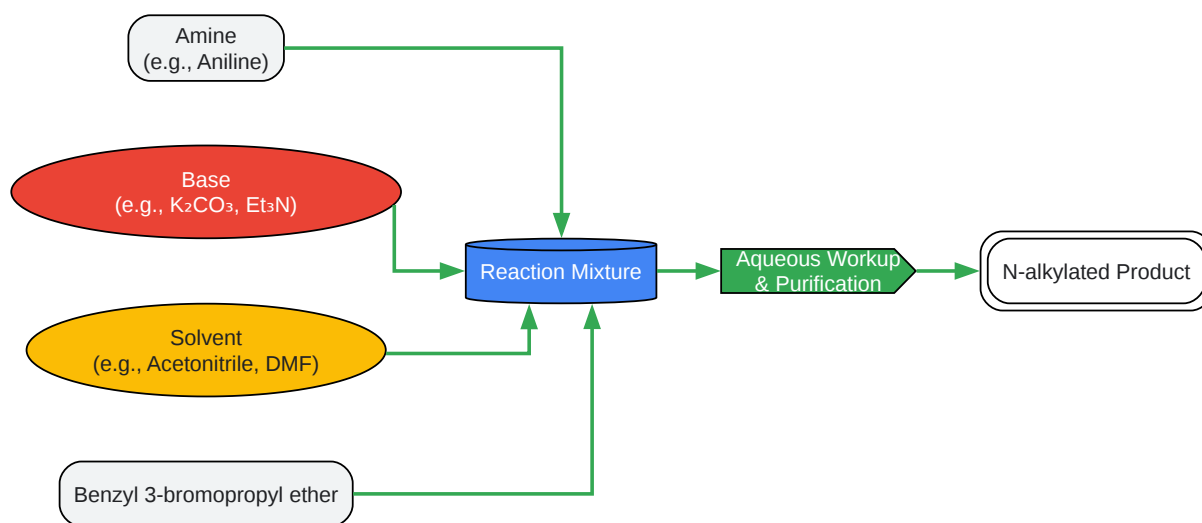 Amine
(e.g., Aniline)
Base
(e.g., K₂CO₃, Et₃N)
Solvent
(e.g., Acetonitrile, DMF)
Benzyl 3-bromopropyl ether
Reaction Mixture
Aqueous Workup
& Purification
N-alkylated Product